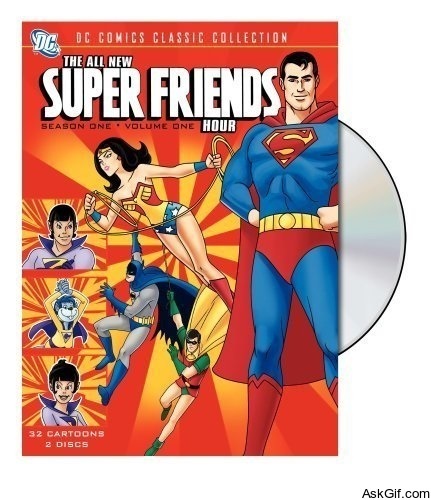 DC
DC COMICS CLASSIC COLLECTION
THE ALL NEW
SUPER FRIENDS
SEASON ONE • VOLUME ONE HOUR
S
Z
32 CARTOONS
2 DISCS
AskGif.com